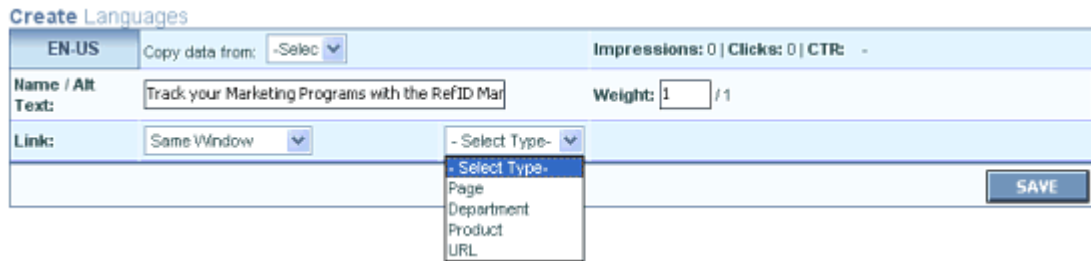 Create Languages
EN-US Copy data from: -Selec Impressions: 0 | Clicks: 0 | CTR: -
Name / Alt Text: Track your Marketing Programs with the RefID Mar Weight: 1 / 1
Link: Same Window - Select Type-
- Select Type-
Page
SAVE
Department
Product
URL